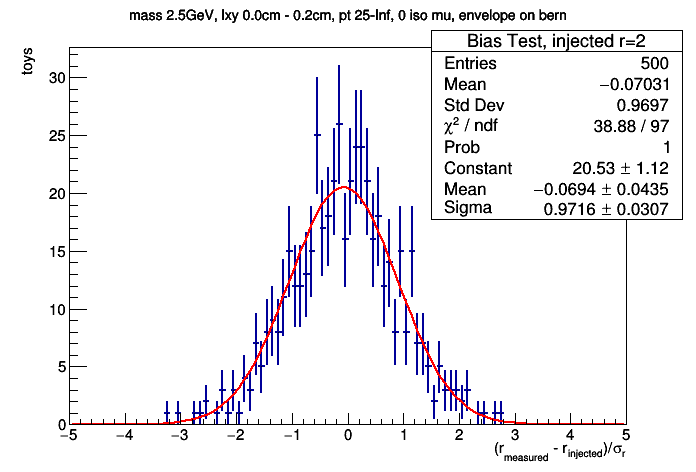 mass 2.5GeV, lxy 0.0cm - 0.2cm, pt 25-Inf, 0 iso mu, envelope on bern
Bias Test, injected r=2
Entries 500
Mean −0.07031
Std Dev 0.9697
χ² / ndf 38.88 / 97
Prob 1
Constant 20.53 ± 1.12
Mean −0.0694 ± 0.0435
Sigma 0.9716 ± 0.0307
toys
30
25
20
15
10
5
0
−5 −4 −3 −2 −1 0 1 2 3 4 5
(r_measured - r_injected)/σ_r